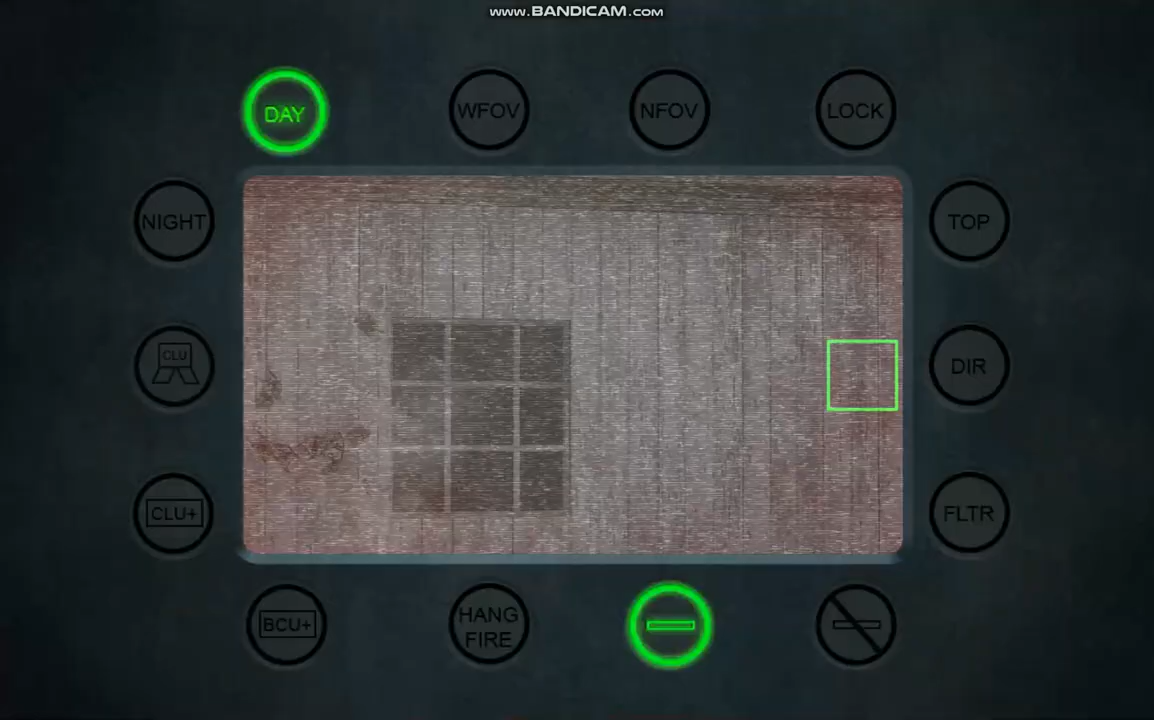 www.BANDICAM.com
DAY
WFOV
NFOV
LOCK
NIGHT
TOP
CLU
DIR
CLU+
FLTR
BCU+
HANG
FIRE